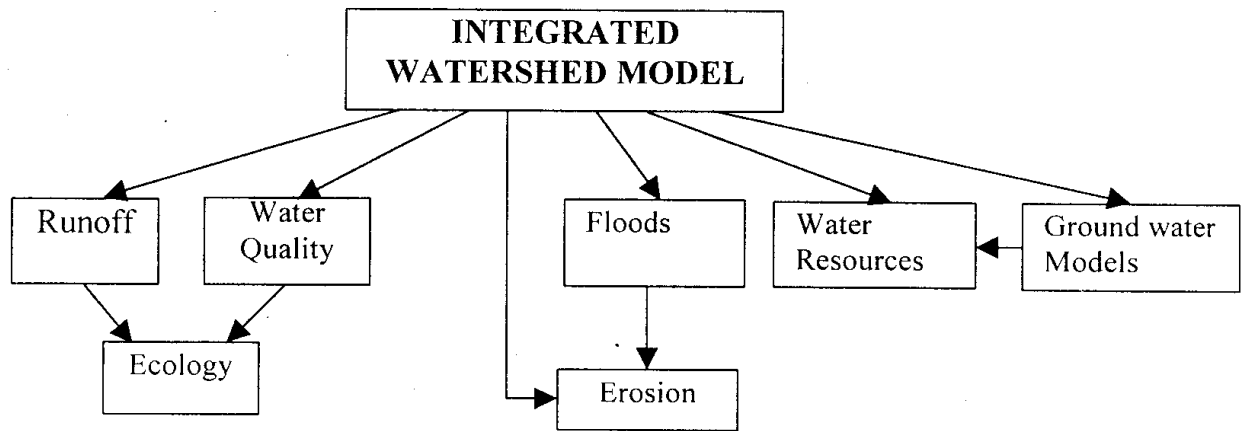 INTEGRATED
WATERSHED MODEL
Runoff
Water
Quality
Floods
Water
Resources
Ground water
Models
Ecology
Erosion